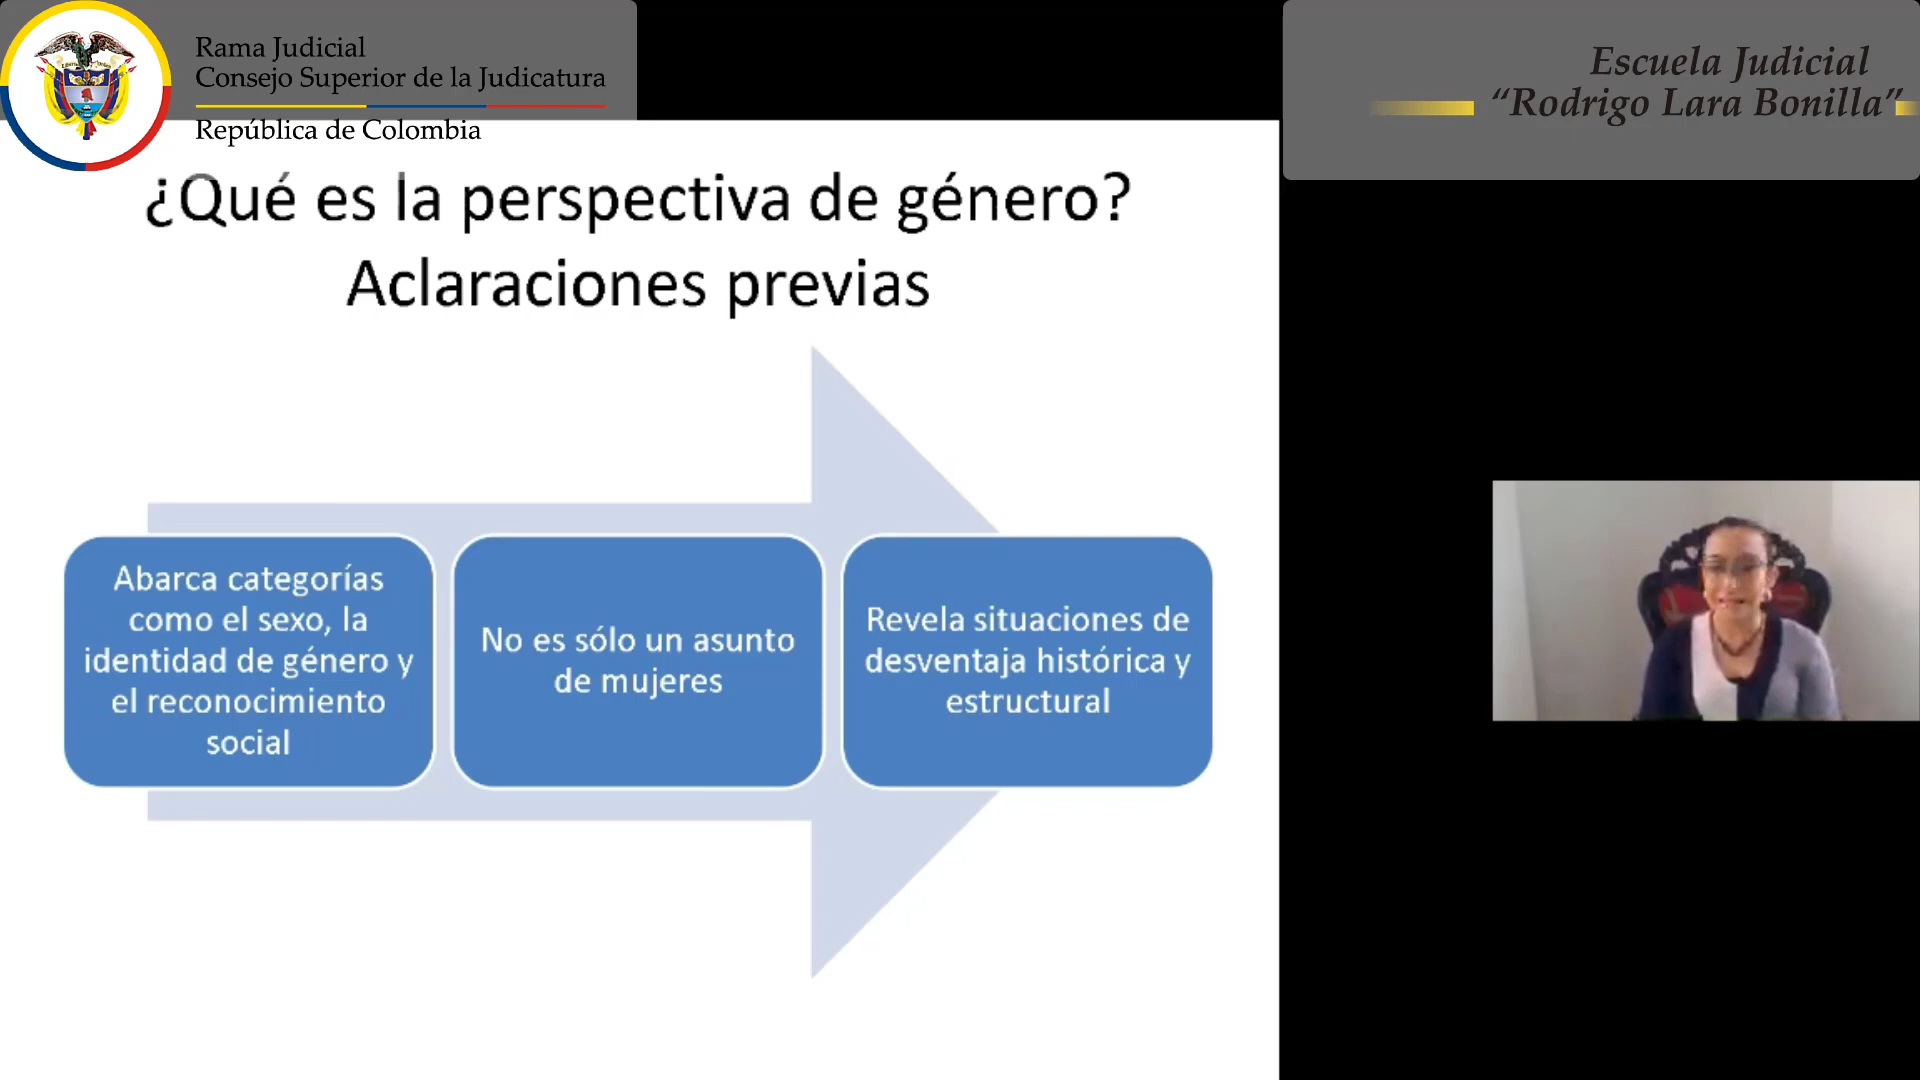 Rama Judicial
Consejo Superior de la Judicatura
República de Colombia
Escuela Judicial
“Rodrigo Lara Bonilla”
¿Qué es la perspectiva de género?
Aclaraciones previas
Abarca categorías
como el sexo, la
identidad de género y
el reconocimiento
social
No es sólo un asunto
de mujeres
Revela situaciones de
desventaja histórica y
estructural